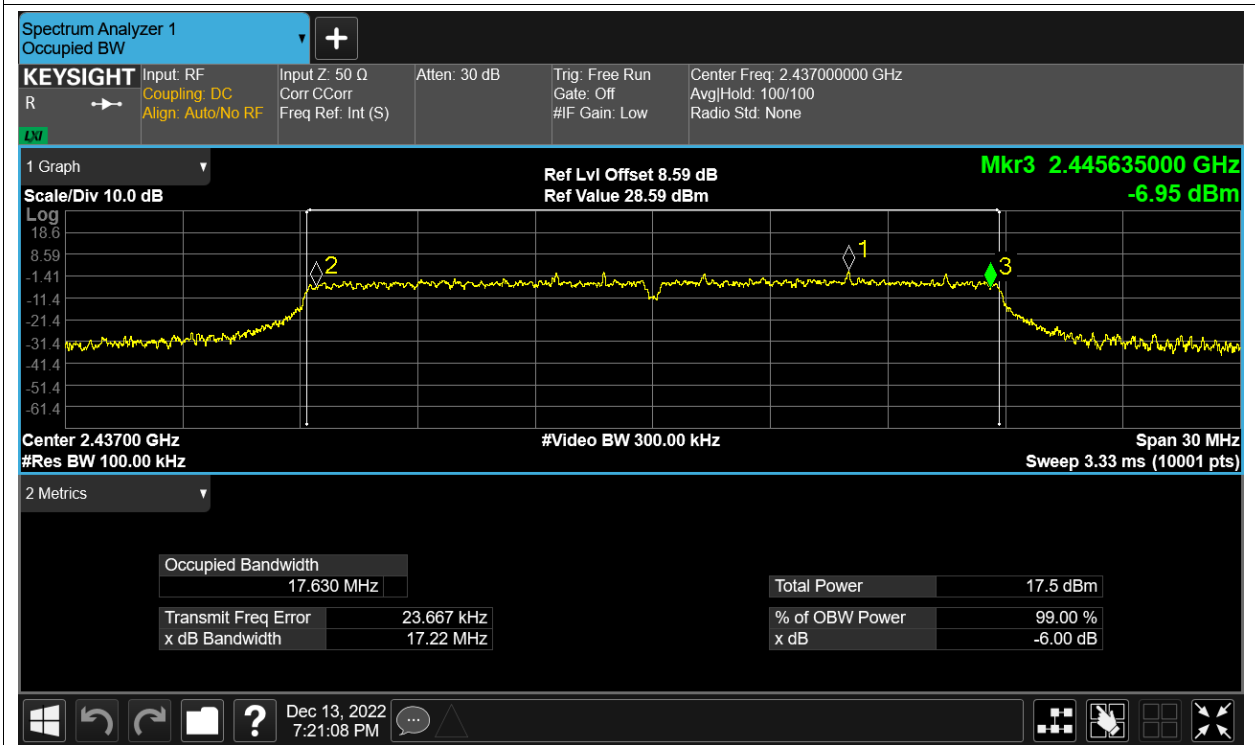 Spectrum Analyzer 1
Occupied BW
KEYSIGHT
R
LXI
Input: RF
Coupling: DC
Align: Auto/No RF
Input Z: 50 Ω
Corr CCorr
Freq Ref: Int (S)
Atten: 30 dB
Trig: Free Run
Gate: Off
#IF Gain: Low
Center Freq: 2.437000000 GHz
Avg|Hold: 100/100
Radio Std: None
1 Graph
Scale/Div 10.0 dB
Ref Lvl Offset 8.59 dB
Ref Value 28.59 dBm
Mkr3 2.445635000 GHz
-6.95 dBm
Log
18.6
8.59
-1.41
-11.4
-21.4
-31.4
-41.4
-51.4
-61.4
2
1
3
Center 2.43700 GHz
#Video BW 300.00 kHz
Span 30 MHz
#Res BW 100.00 kHz
Sweep 3.33 ms (10001 pts)
2 Metrics
Occupied Bandwidth
17.630 MHz
Total Power 17.5 dBm
Transmit Freq Error 23.667 kHz
% of OBW Power 99.00 %
x dB Bandwidth 17.22 MHz
x dB -6.00 dB
?
Dec 13, 2022
7:21:08 PM